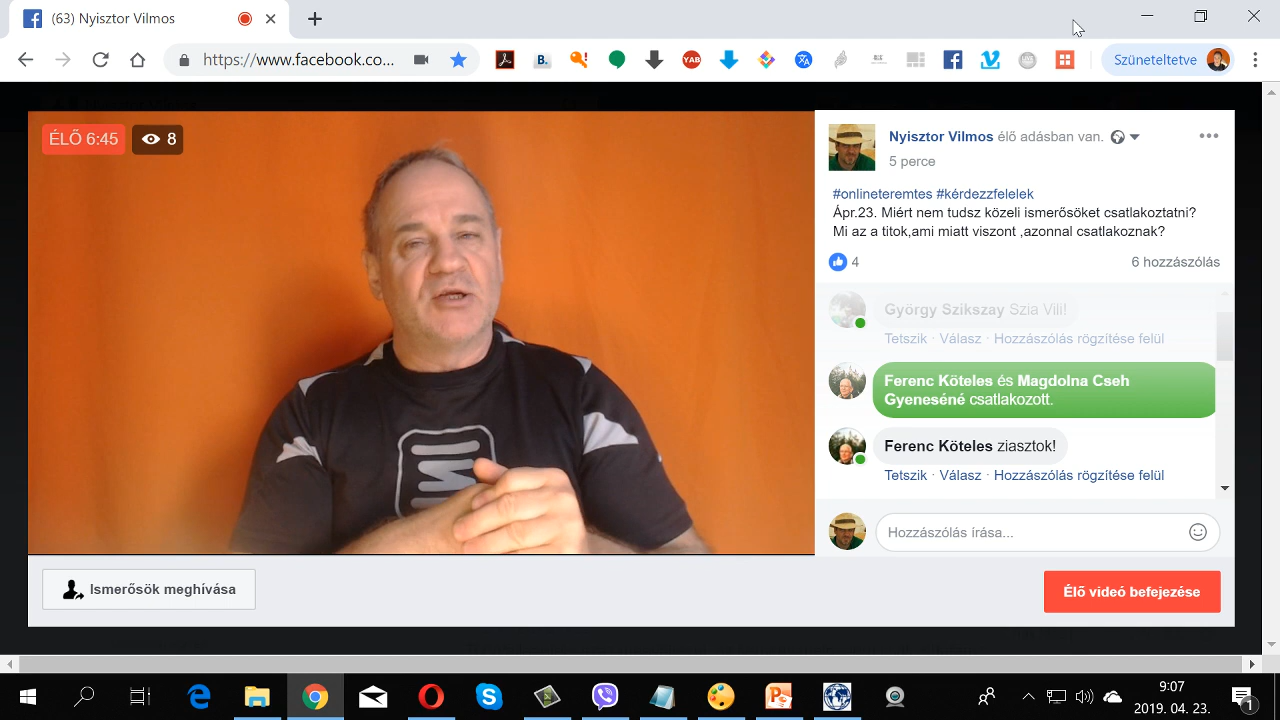 (63) Nyisztor Vilmos
https://www.facebook.co...
B.
YAB
LIVE
Szüneteltetve
ÉLŐ 6:45
8
Nyisztor Vilmos élő adásban van.
5 perce
#onlineteremtes #kérdezzfelelek
Ápr.23. Miért nem tudsz közeli ismerősöket csatlakoztatni?
Mi az a titok,ami miatt viszont ,azonnal csatlakoznak?
4
6 hozzászólás
György Szikszay Szia Vili!
Tetszik · Válasz · Hozzászólás rögzítése felül
Ferenc Köteles és Magdolna Cseh
Gyeneséné csatlakozott.
Ferenc Köteles ziasztok!
Tetszik · Válasz · Hozzászólás rögzítése felül
Hozzászólás írása...
Ismerősök meghívása
Élő videó befejezése
9:07
2019. 04. 23.
1